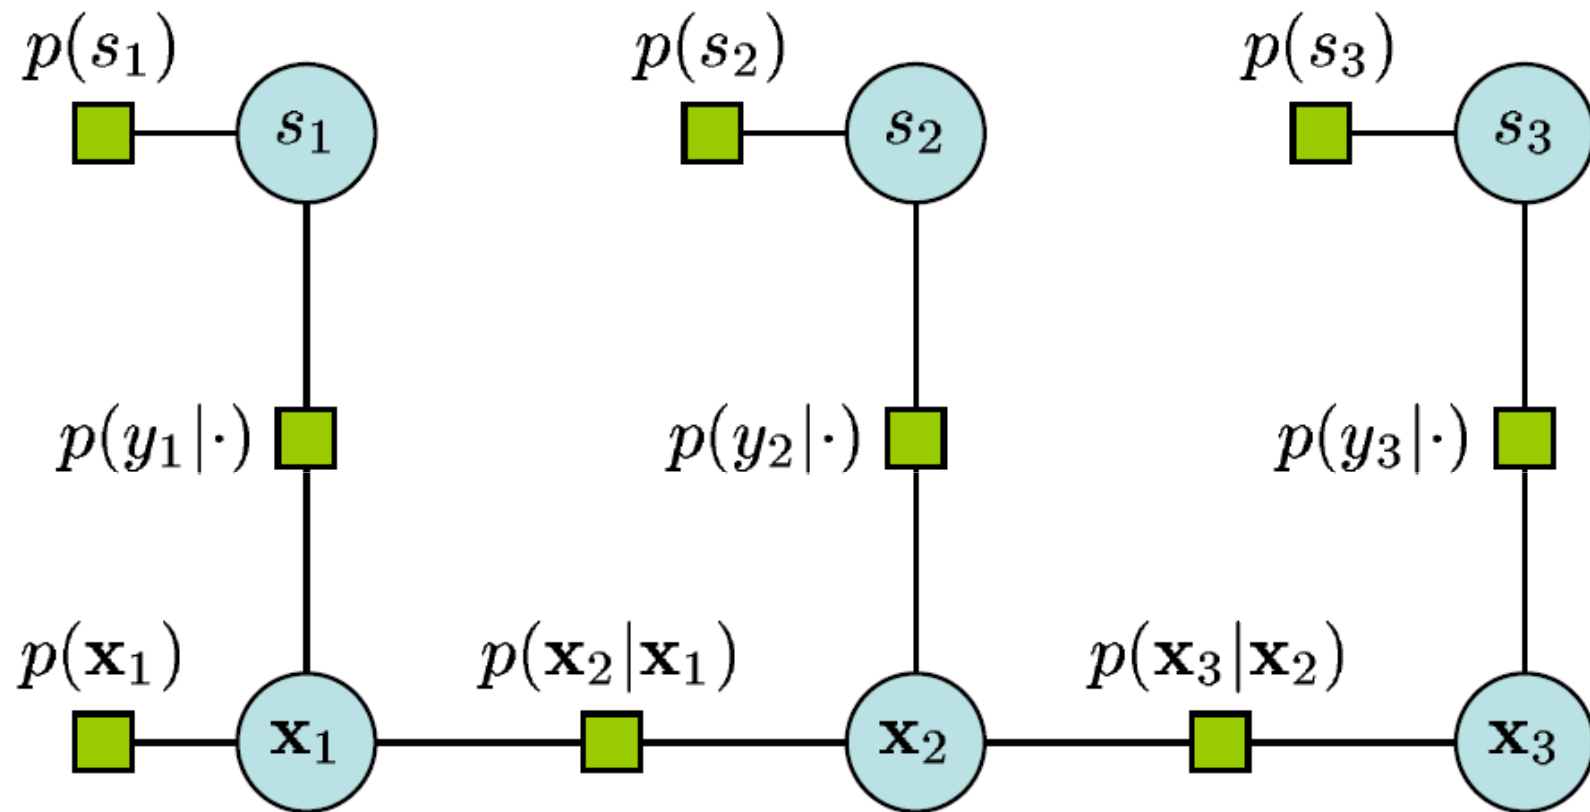 p(s₁) p(s₂) p(s₃)
s₁ s₂ s₃
p(y₁|·) p(y₂|·) p(y₃|·)
p(𝐱₁) p(𝐱₂|𝐱₁) p(𝐱₃|𝐱₂)
𝐱₁ 𝐱₂ 𝐱₃